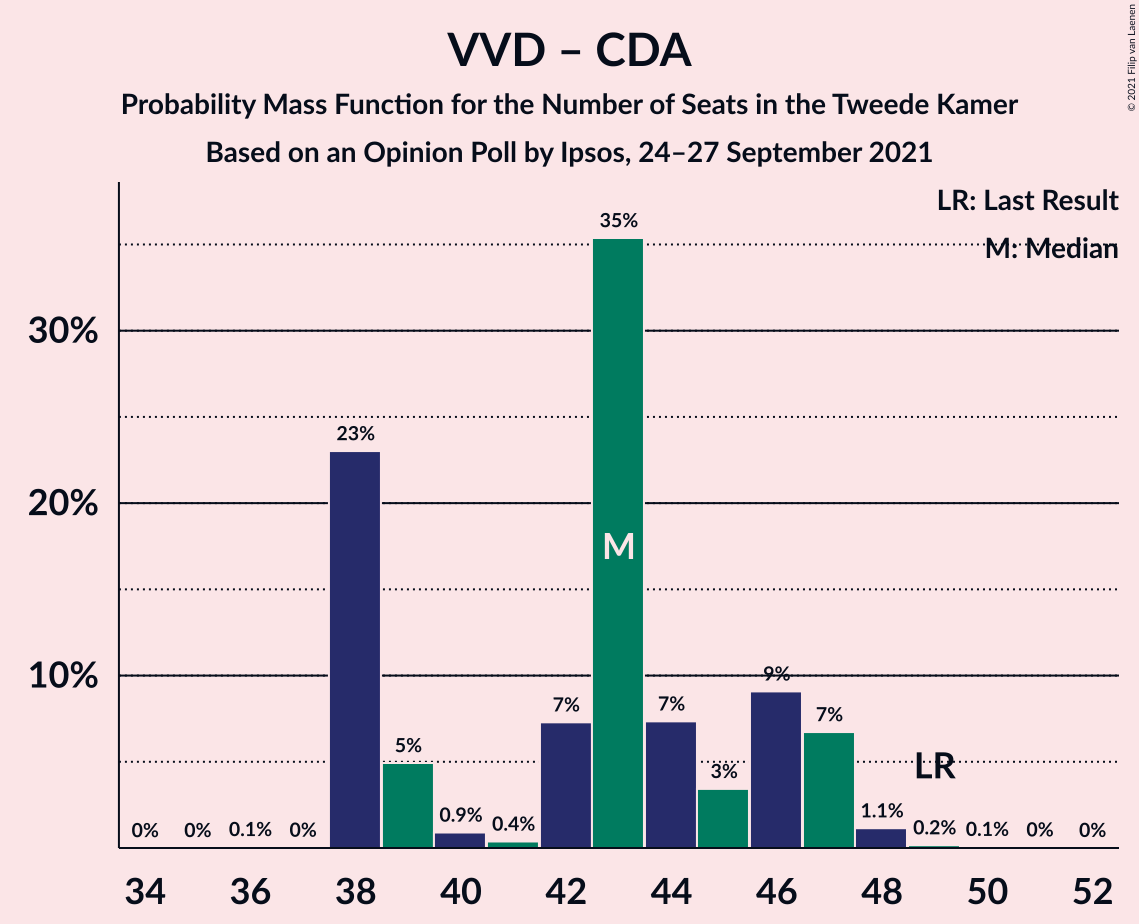 VVD – CDA
Probability Mass Function for the Number of Seats in the Tweede Kamer
Based on an Opinion Poll by Ipsos, 24–27 September 2021
© 2021 Filip van Laenen
LR: Last Result
M: Median
30%
20%
10%
0%
0%
0.1%
0%
23%
5%
0.9%
0.4%
7%
35%
M
7%
3%
9%
7%
1.1%
LR
0.2%
0.1%
0%
0%
34 36 38 40 42 44 46 48 50 52